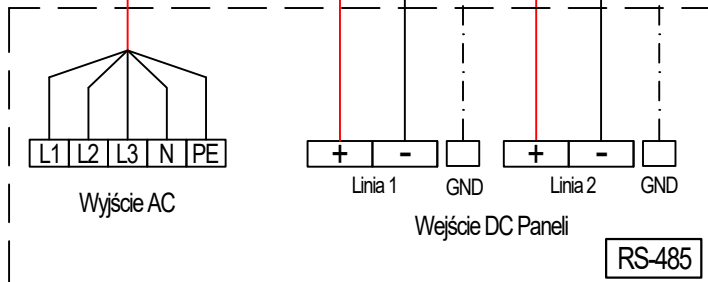 L1 L2 L3 N PE
+ - + -
Linia 1 GND Linia 2 GND
Wyjście AC
Wejście DC Paneli
RS-485